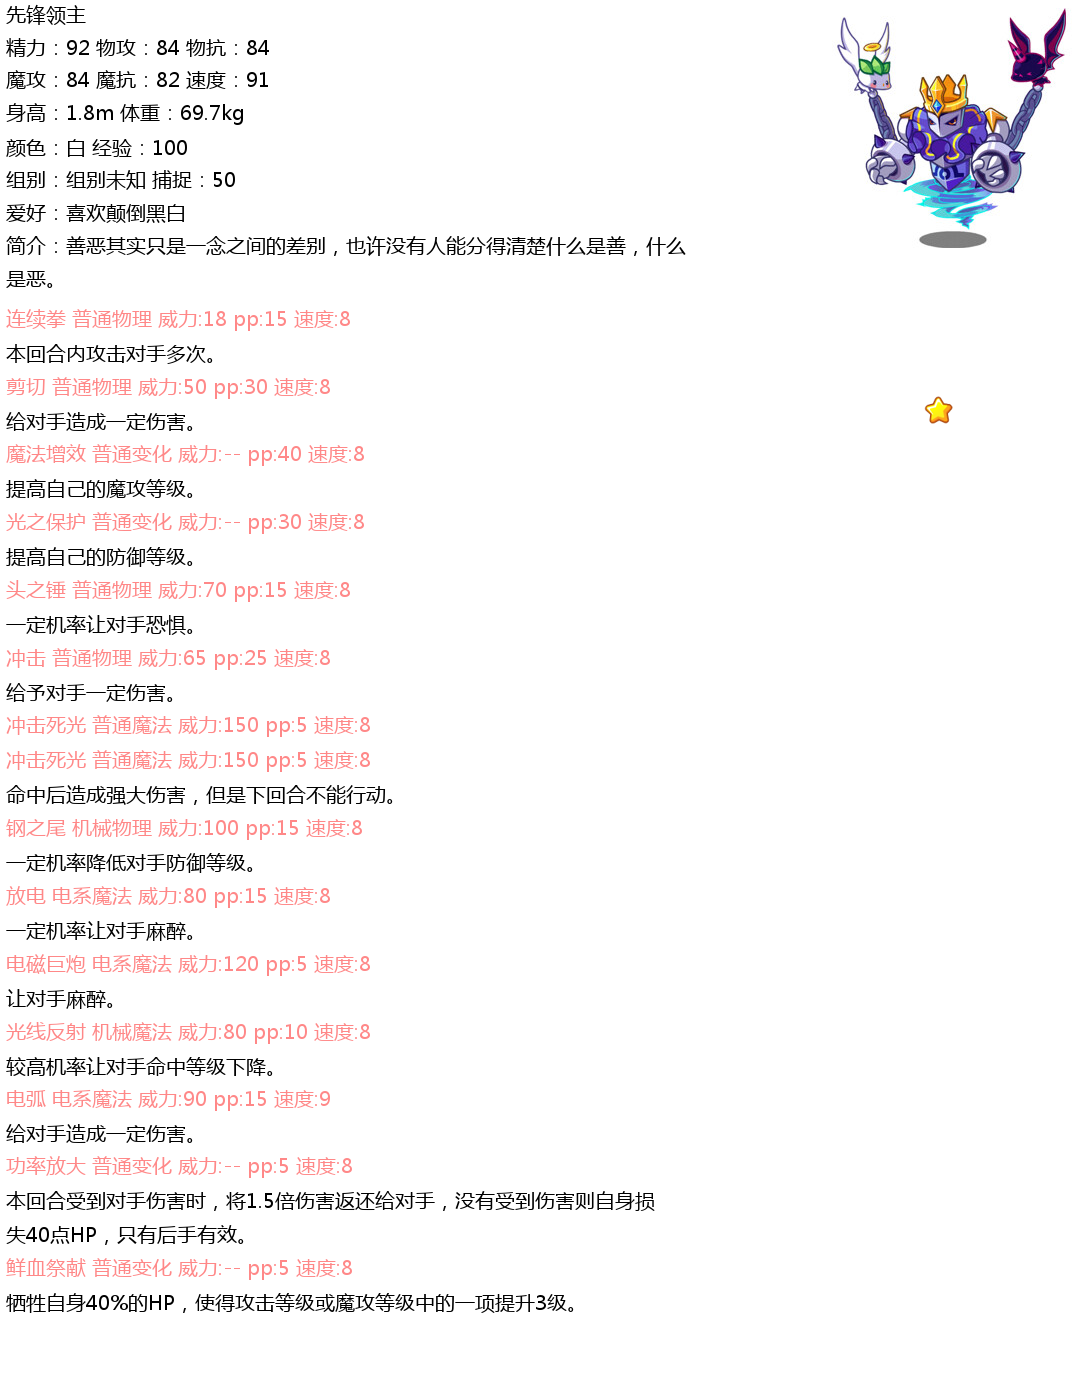 先锋领主
精力：92 物攻：84 物抗：84
魔攻：84 魔抗：82 速度：91
身高：1.8m 体重：69.7kg
颜色：白 经验：100
组别：组别未知 捕捉：50
爱好：喜欢颠倒黑白
简介：善恶其实只是一念之间的差别，也许没有人能分得清楚什么是善，什么
是恶。
连续拳 普通物理 威力:18 pp:15 速度:8
本回合内攻击对手多次。
剪切 普通物理 威力:50 pp:30 速度:8
给对手造成一定伤害。
魔法增效 普通变化 威力:-- pp:40 速度:8
提高自己的魔攻等级。
光之保护 普通变化 威力:-- pp:30 速度:8
提高自己的防御等级。
头之锤 普通物理 威力:70 pp:15 速度:8
一定机率让对手恐惧。
冲击 普通物理 威力:65 pp:25 速度:8
给予对手一定伤害。
冲击死光 普通魔法 威力:150 pp:5 速度:8
冲击死光 普通魔法 威力:150 pp:5 速度:8
命中后造成强大伤害，但是下回合不能行动。
钢之尾 机械物理 威力:100 pp:15 速度:8
一定机率降低对手防御等级。
放电 电系魔法 威力:80 pp:15 速度:8
一定机率让对手麻醉。
电磁巨炮 电系魔法 威力:120 pp:5 速度:8
让对手麻醉。
光线反射 机械魔法 威力:80 pp:10 速度:8
较高机率让对手命中等级下降。
电弧 电系魔法 威力:90 pp:15 速度:9
给对手造成一定伤害。
功率放大 普通变化 威力:-- pp:5 速度:8
本回合受到对手伤害时，将1.5倍伤害返还给对手，没有受到伤害则自身损
失40点HP，只有后手有效。
鲜血祭献 普通变化 威力:-- pp:5 速度:8
牺牲自身40%的HP，使得攻击等级或魔攻等级中的一项提升3级。